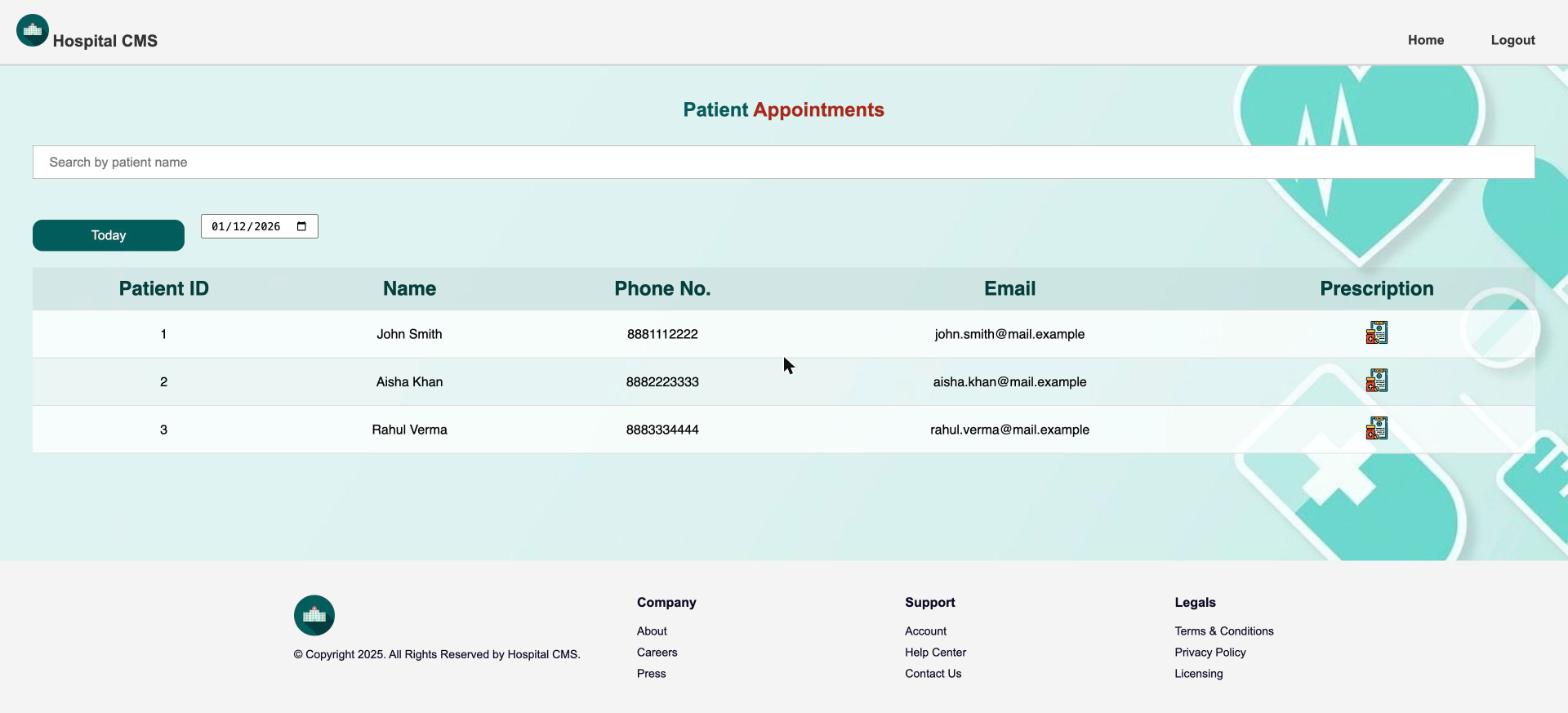 Hospital CMS
Home Logout
Patient Appointments
Search by patient name
Today 01/12/2026
Patient ID Name Phone No. Email Prescription
1 John Smith 8881112222 john.smith@mail.example
2 Aisha Khan 8882223333 aisha.khan@mail.example
3 Rahul Verma 8883334444 rahul.verma@mail.example
© Copyright 2025. All Rights Reserved by Hospital CMS.
Company
About
Careers
Press
Support
Account
Help Center
Contact Us
Legals
Terms & Conditions
Privacy Policy
Licensing